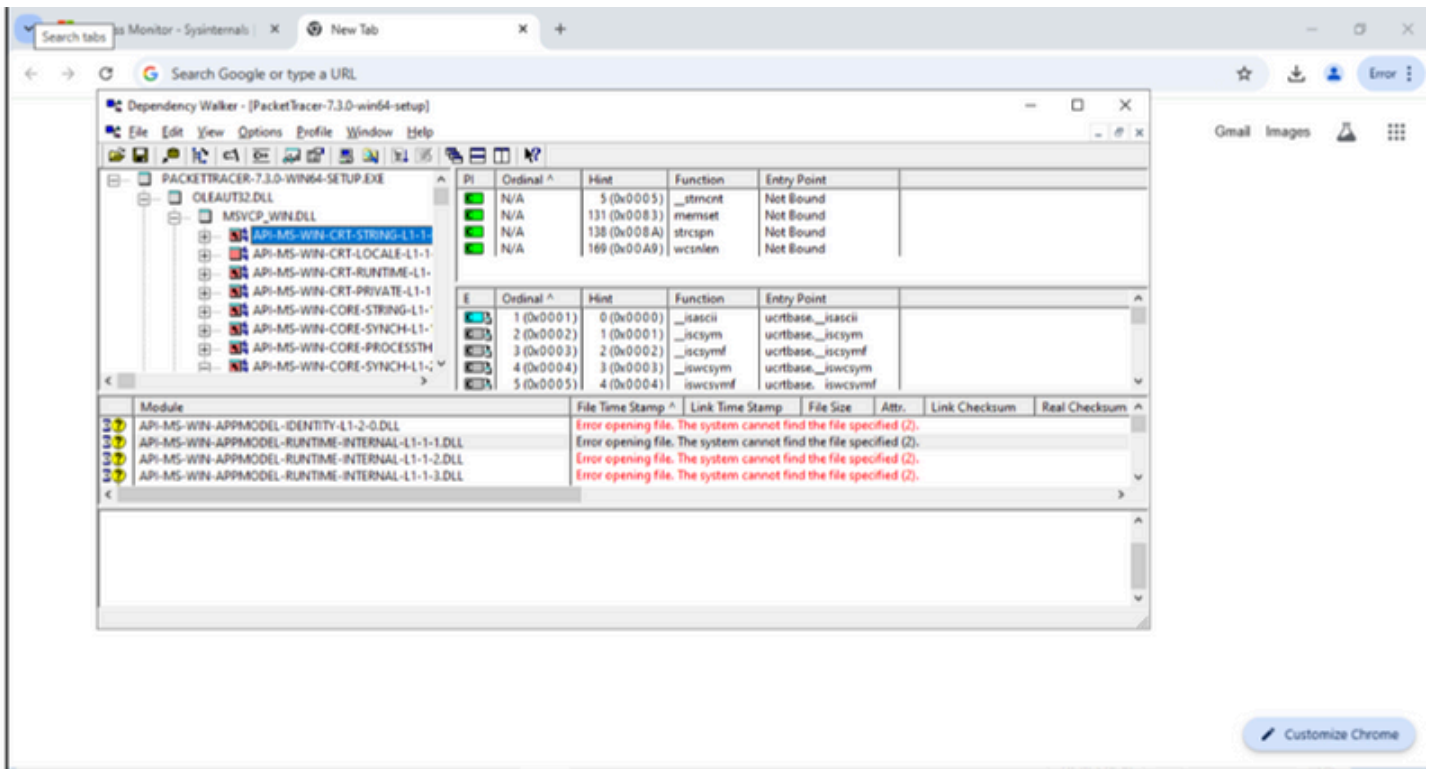 Search tabs
ss Monitor - Sysinternals
New Tab
Search Google or type a URL
Error
Gmail Images
Dependency Walker - [PacketTracer-7.3.0-win64-setup]
File Edit View Options Profile Window Help
PACKETTRACER-7.3.0-WIN64-SETUP.EXE
OLEAUT32.DLL
MSVCP_WIN.DLL
API-MS-WIN-CRT-STRING-L1-1-
API-MS-WIN-CRT-LOCALE-L1-1
API-MS-WIN-CRT-RUNTIME-L1-
API-MS-WIN-CRT-PRIVATE-L1-1
API-MS-WIN-CORE-STRING-L1-
API-MS-WIN-CORE-SYNCH-L1-
API-MS-WIN-CORE-PROCESSTH
API-MS-WIN-CORE-SYNCH-L1-
PI Ordinal ^ Hint Function Entry Point
N/A 5 (0x0005) __strncnt Not Bound
N/A 131 (0x0083) memset Not Bound
N/A 138 (0x008A) strcspn Not Bound
N/A 169 (0x00A9) wcsnlen Not Bound
E Ordinal ^ Hint Function Entry Point
1 (0x0001) 0 (0x0000) __isascii ucrtbase.__isascii
2 (0x0002) 1 (0x0001) __iscsym ucrtbase.__iscsym
3 (0x0003) 2 (0x0002) __iscsymf ucrtbase.__iscsymf
4 (0x0004) 3 (0x0003) __iswcsym ucrtbase.__iswcsym
5 (0x0005) 4 (0x0004) __iswcsymf ucrtbase.__iswcsymf
Module File Time Stamp ^ Link Time Stamp File Size Attr. Link Checksum Real Checksum
API-MS-WIN-APPMODEL-IDENTITY-L1-2-0.DLL Error opening file. The system cannot find the file specified (2).
API-MS-WIN-APPMODEL-RUNTIME-INTERNAL-L1-1-1.DLL Error opening file. The system cannot find the file specified (2).
API-MS-WIN-APPMODEL-RUNTIME-INTERNAL-L1-1-2.DLL Error opening file. The system cannot find the file specified (2).
API-MS-WIN-APPMODEL-RUNTIME-INTERNAL-L1-1-3.DLL Error opening file. The system cannot find the file specified (2).
Customize Chrome